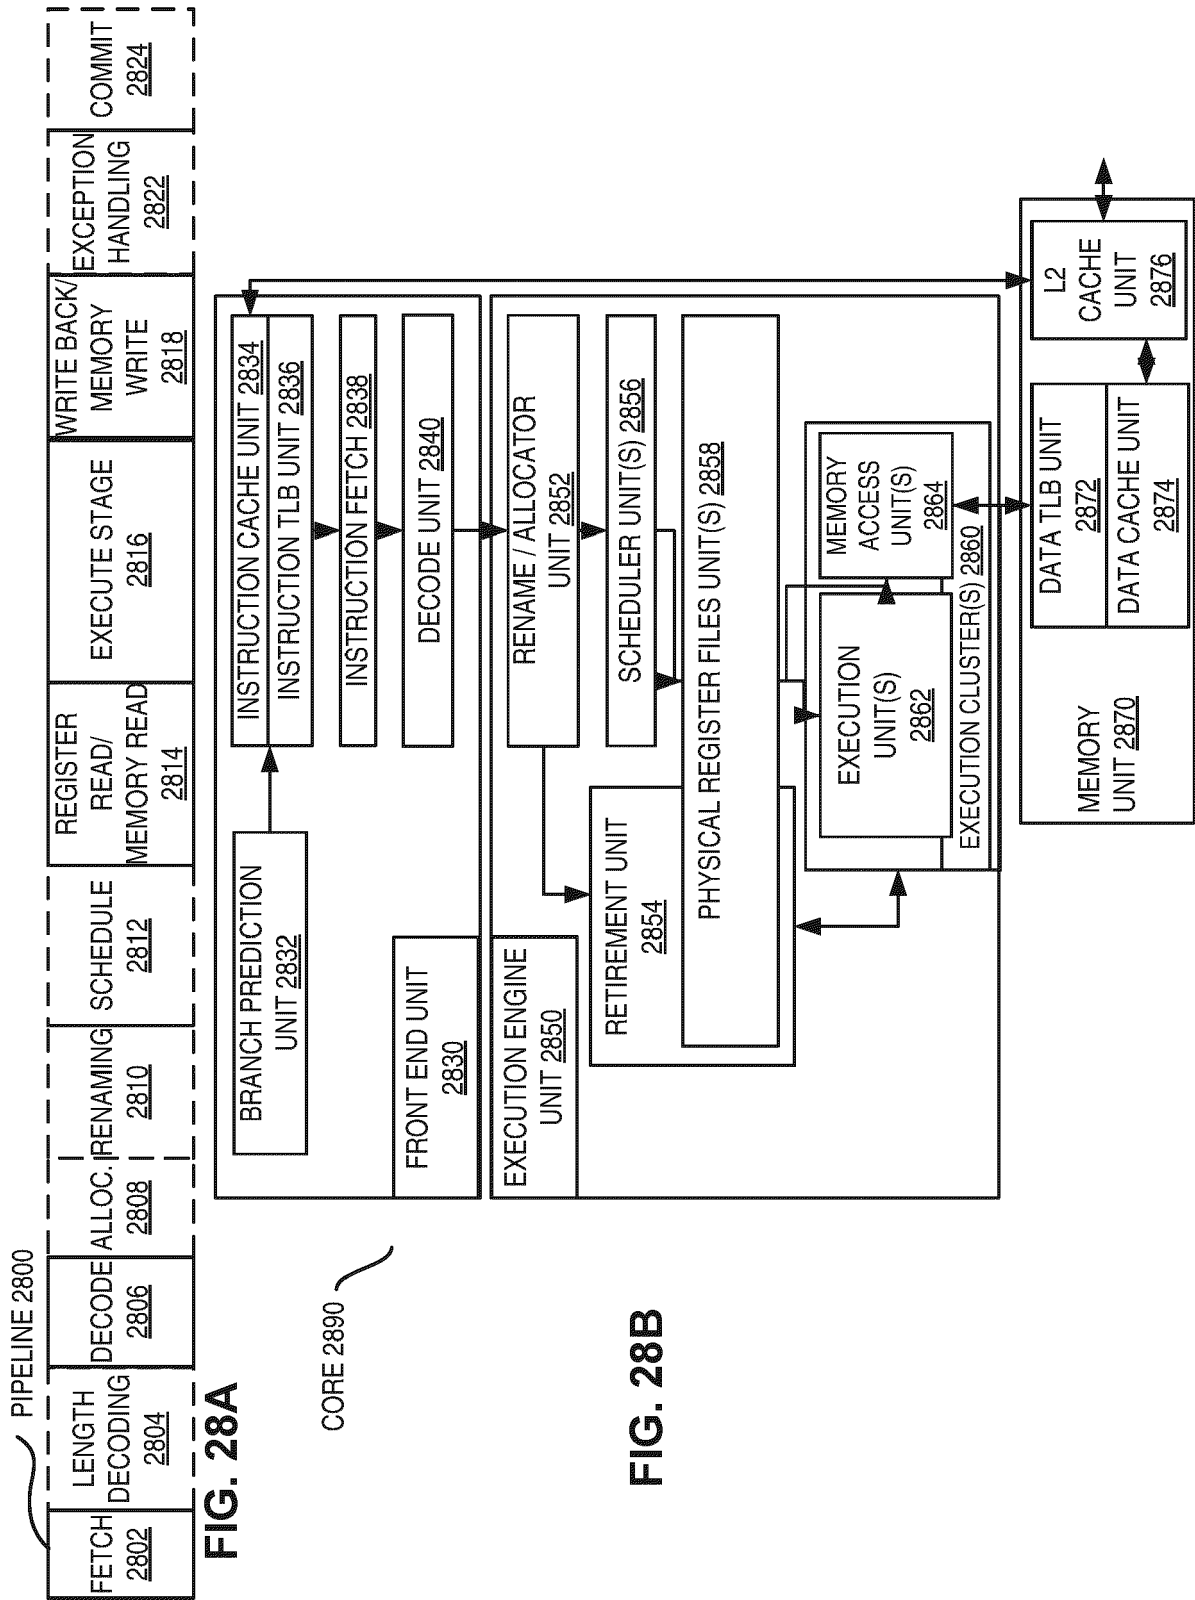 PIPELINE 2800
FETCH
2802
LENGTH
DECODING
2804
DECODE
2806
ALLOC.
2808
RENAMING
2810
SCHEDULE
2812
REGISTER
READ/
MEMORY READ
2814
EXECUTE STAGE
2816
WRITE BACK/
MEMORY
WRITE
2818
EXCEPTION
HANDLING
2822
COMMIT
2824
FIG. 28A
CORE 2890
FRONT END UNIT
2830
BRANCH PREDICTION
UNIT 2832
INSTRUCTION CACHE UNIT 2834
INSTRUCTION TLB UNIT 2836
INSTRUCTION FETCH 2838
DECODE UNIT 2840
EXECUTION ENGINE
UNIT 2850
RENAME / ALLOCATOR
UNIT 2852
RETIREMENT UNIT
2854
SCHEDULER UNIT(S) 2856
PHYSICAL REGISTER FILES UNIT(S) 2858
EXECUTION
UNIT(S)
2862
MEMORY
ACCESS
UNIT(S)
2864
EXECUTION CLUSTER(S) 2860
MEMORY
UNIT 2870
DATA TLB UNIT
2872
DATA CACHE UNIT
2874
L2
CACHE
UNIT
2876
FIG. 28B